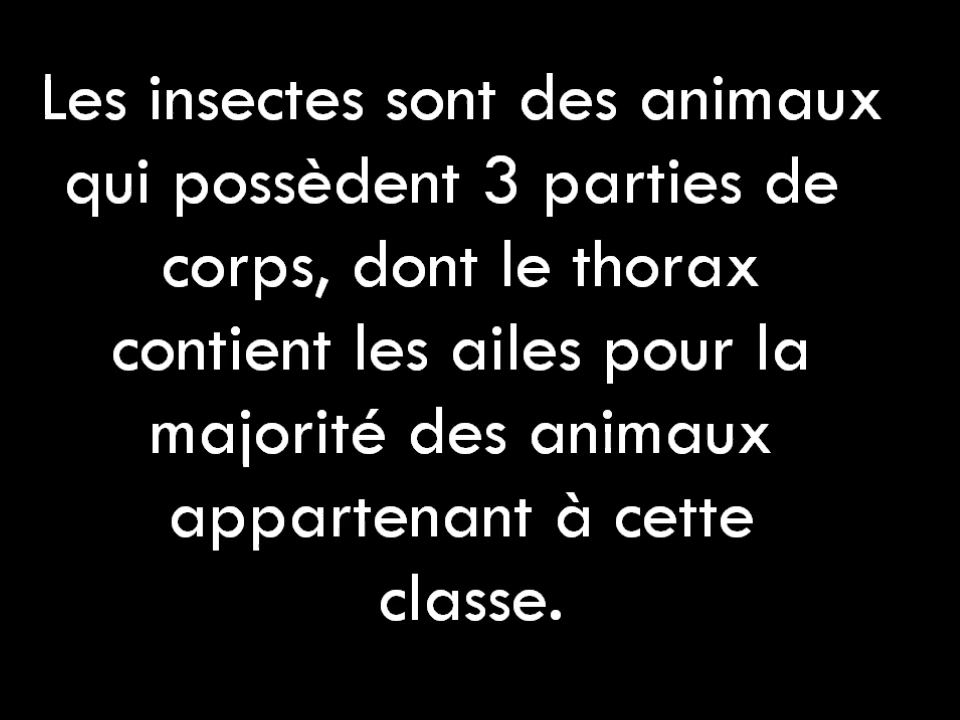 Les insectes sont des animaux
qui possèdent 3 parties de
corps, dont le thorax
contient les ailes pour la
majorité des animaux
appartenant à cette
classe.